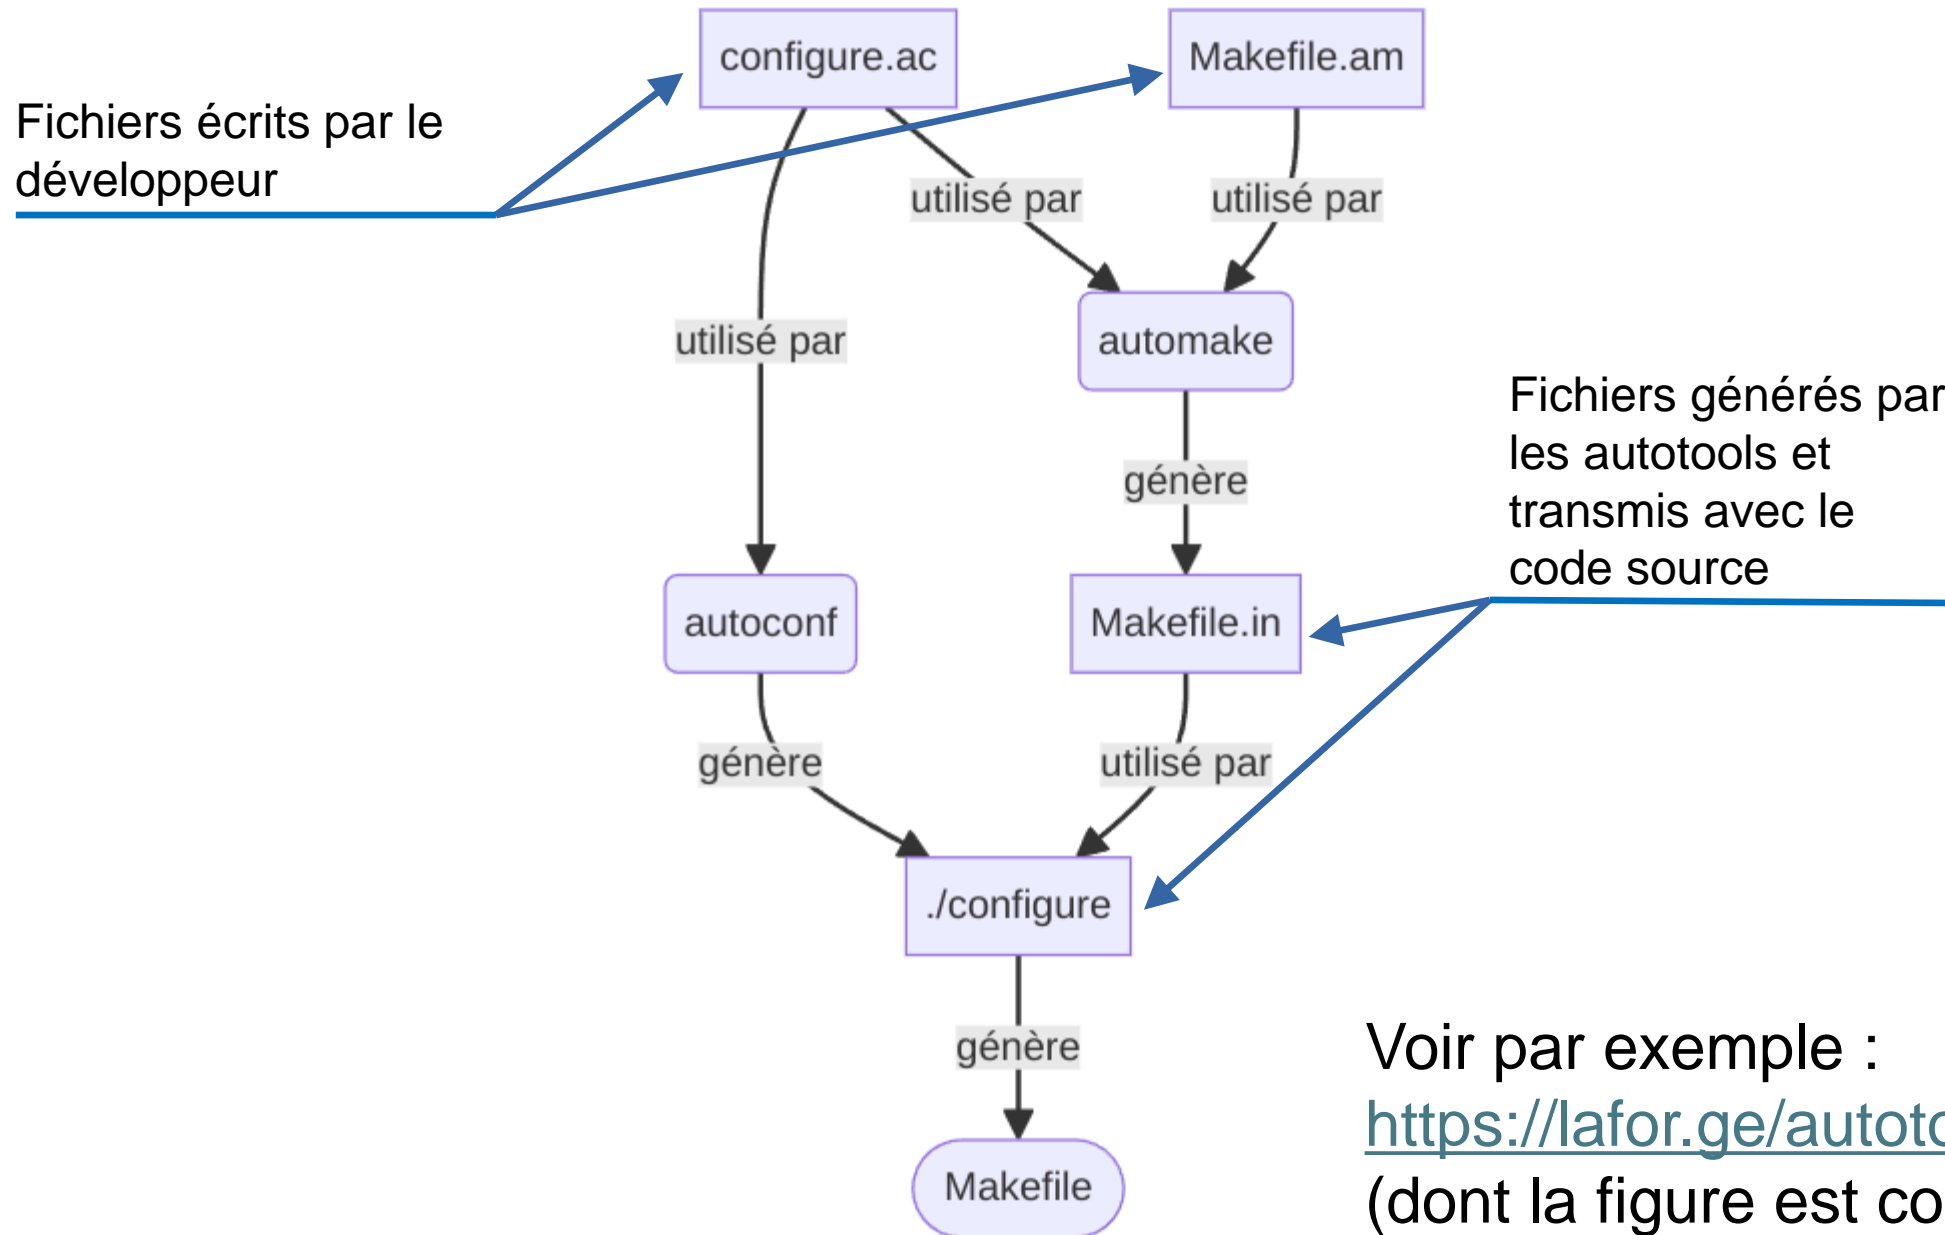 configure.ac
Makefile.am
Fichiers écrits par le
développeur
utilisé par
utilisé par
utilisé par
automake
Fichiers générés par
les autotools et
transmis avec le
code source
génère
autoconf
Makefile.in
génère
utilisé par
./configure
génère
Voir par exemple :
https://lafor.ge/autoto
(dont la figure est co
Makefile